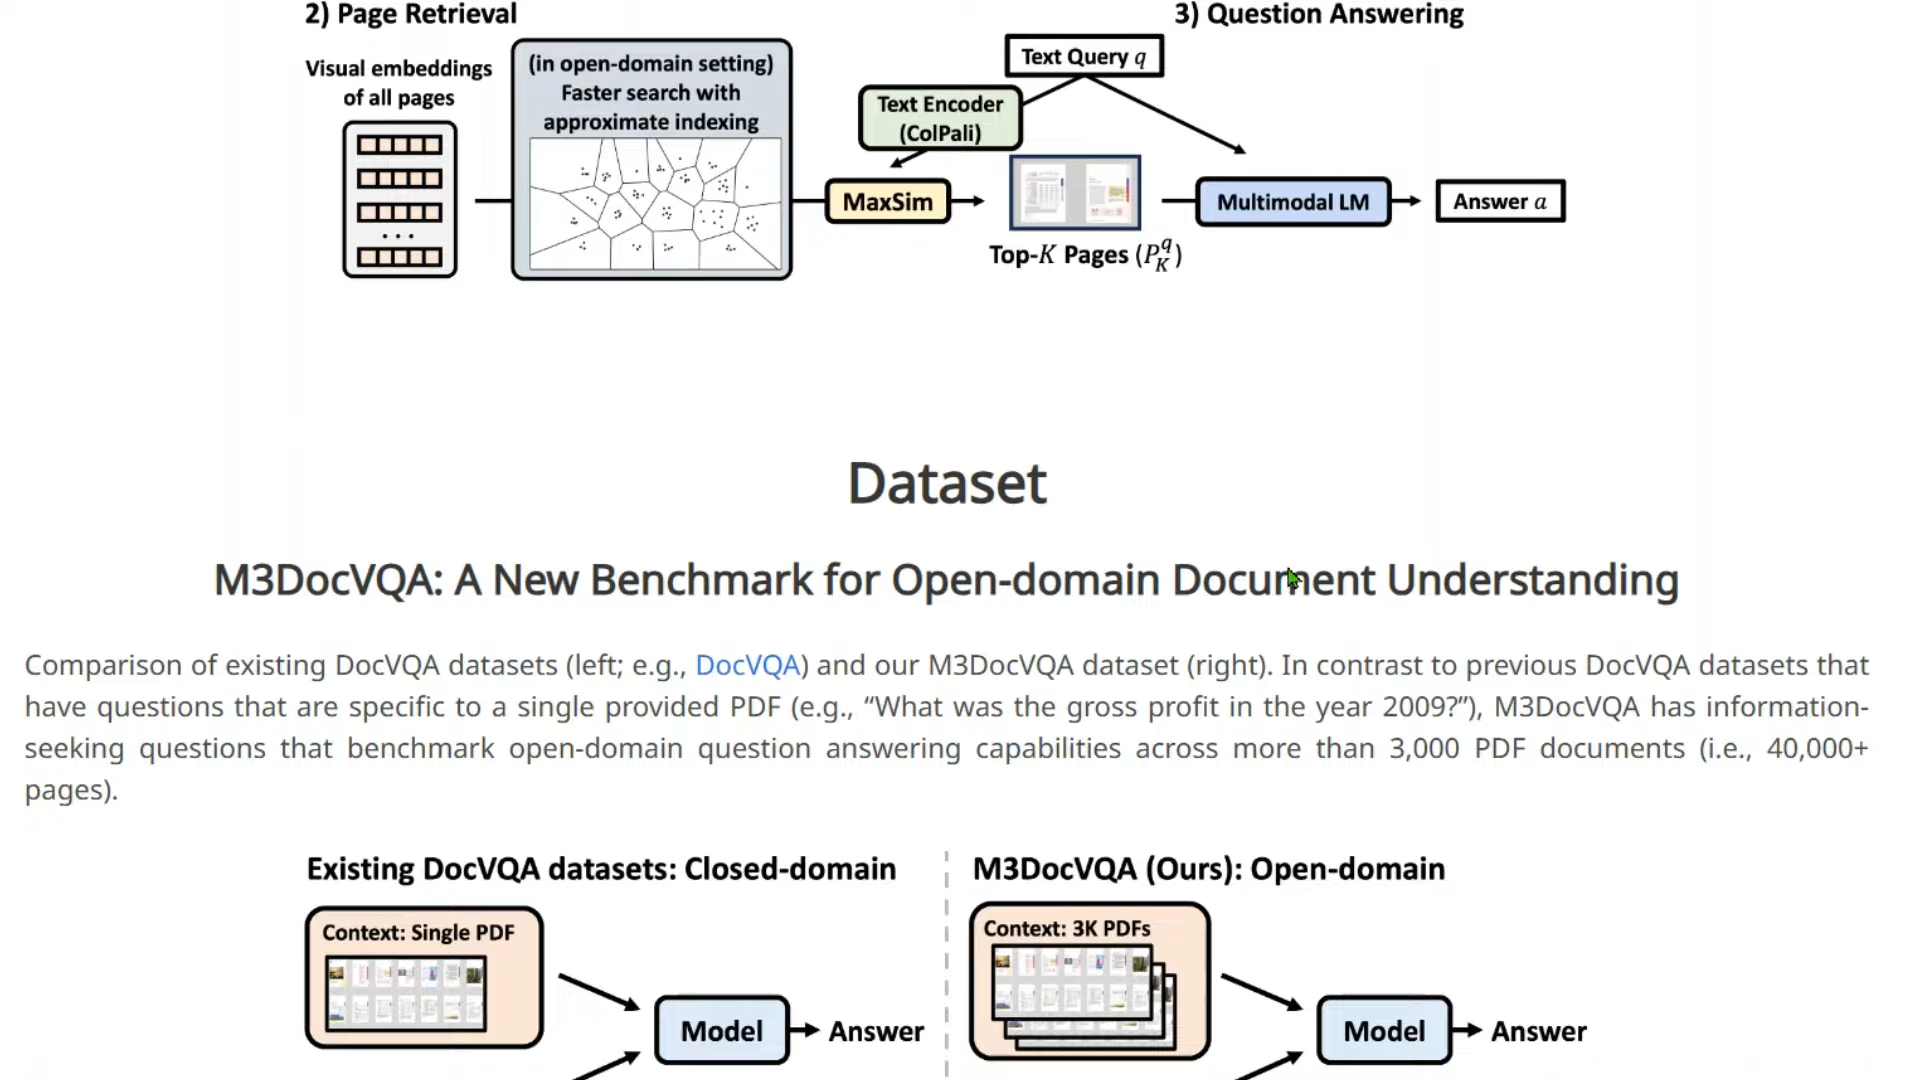 2) Page Retrieval
3) Question Answering
Visual embeddings
of all pages
(in open-domain setting)
Faster search with
approximate indexing
Text Query q
Text Encoder
(ColPali)
MaxSim
Multimodal LM
Answer a
Top-K Pages (P_K^q)
Dataset
M3DocVQA: A New Benchmark for Open-domain Document Understanding
Comparison of existing DocVQA datasets (left; e.g., DocVQA) and our M3DocVQA dataset (right). In contrast to previous DocVQA datasets that
have questions that are specific to a single provided PDF (e.g., “What was the gross profit in the year 2009?”), M3DocVQA has information-
seeking questions that benchmark open-domain question answering capabilities across more than 3,000 PDF documents (i.e., 40,000+
pages).
Existing DocVQA datasets: Closed-domain
Context: Single PDF
Model
Answer
M3DocVQA (Ours): Open-domain
Context: 3K PDFs
Model
Answer